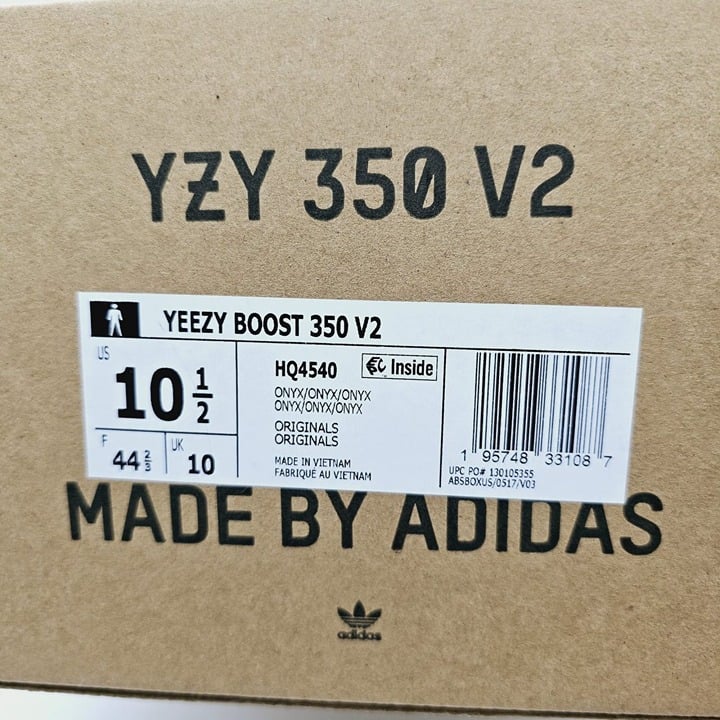 YZY 350 V2
YEEZY BOOST 350 V2
US
10 1/2
F
44 2/3
UK
10
HQ4540
Inside
ONYX/ONYX/ONYX
ONYX/ONYX/ONYX
ORIGINALS
ORIGINALS
MADE IN VIETNAM
FABRIQUÉ AU VIETNAM
1 95748 33108 7
UPC PO# 130105355
ABSBOXUS/0517/V03
MADE BY ADIDAS
adidas